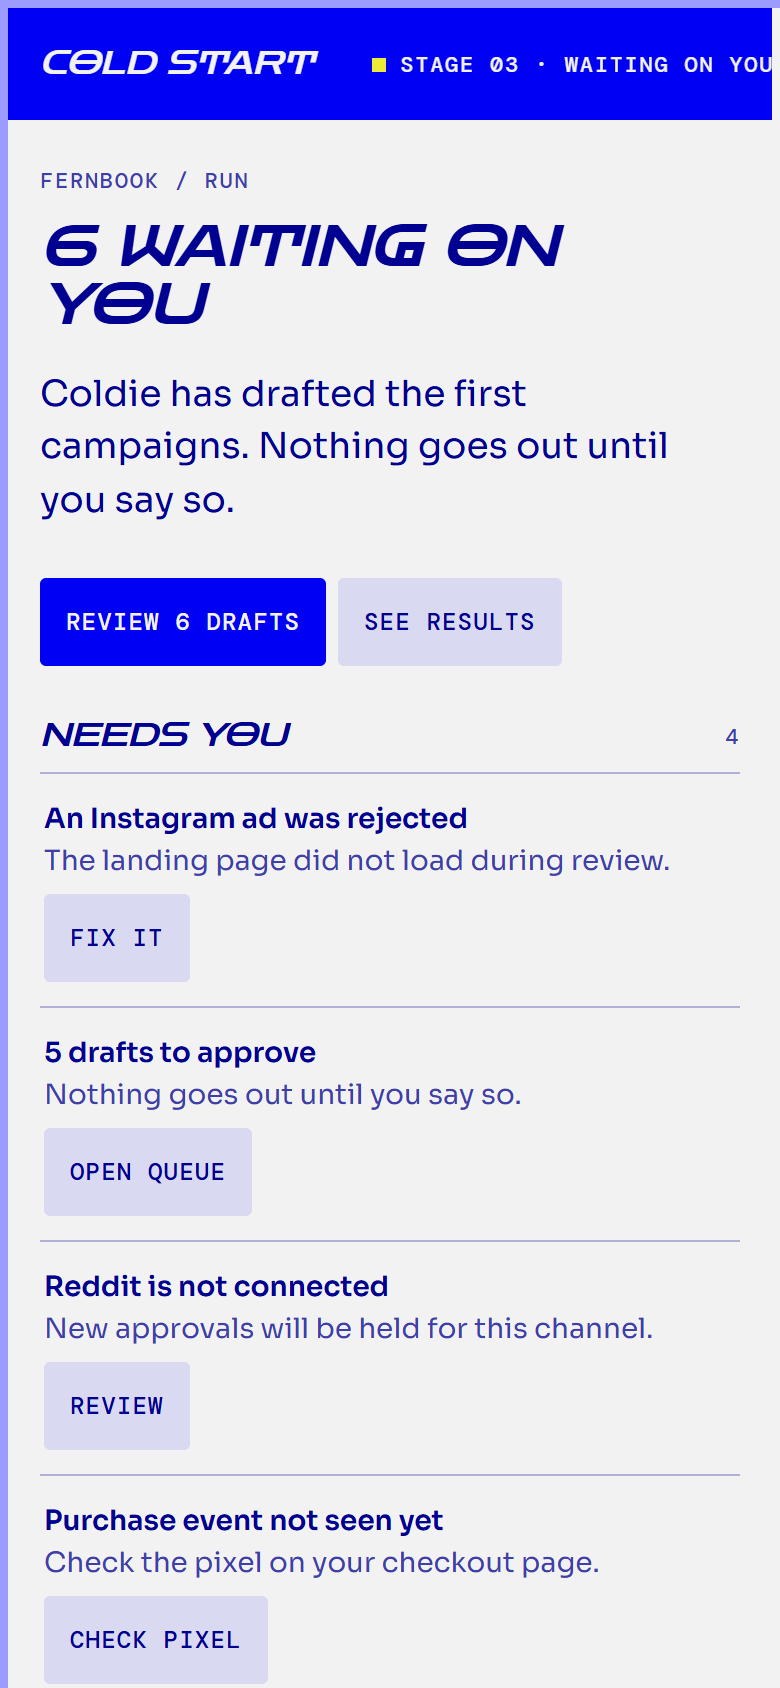 COLD START
STAGE 03 · WAITING ON YOU
FERNBOOK / RUN
6 WAITING ON
YOU
Coldie has drafted the first
campaigns. Nothing goes out until
you say so.
REVIEW 6 DRAFTS
SEE RESULTS
NEEDS YOU
4
An Instagram ad was rejected
The landing page did not load during review.
FIX IT
5 drafts to approve
Nothing goes out until you say so.
OPEN QUEUE
Reddit is not connected
New approvals will be held for this channel.
REVIEW
Purchase event not seen yet
Check the pixel on your checkout page.
CHECK PIXEL